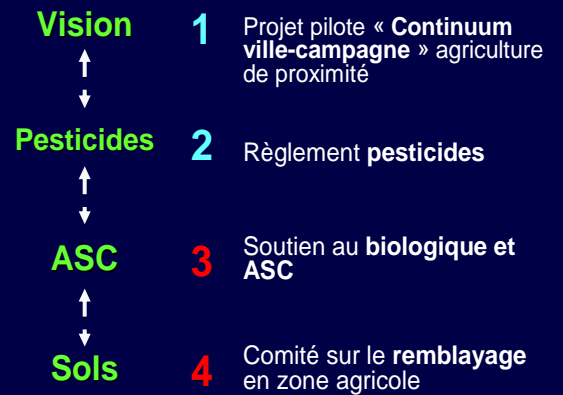 Vision 1 Projet pilote « Continuum
ville-campagne » agriculture
de proximité
Pesticides 2 Règlement pesticides
ASC 3 Soutien au biologique et
ASC
Sols 4 Comité sur le remblayage
en zone agricole